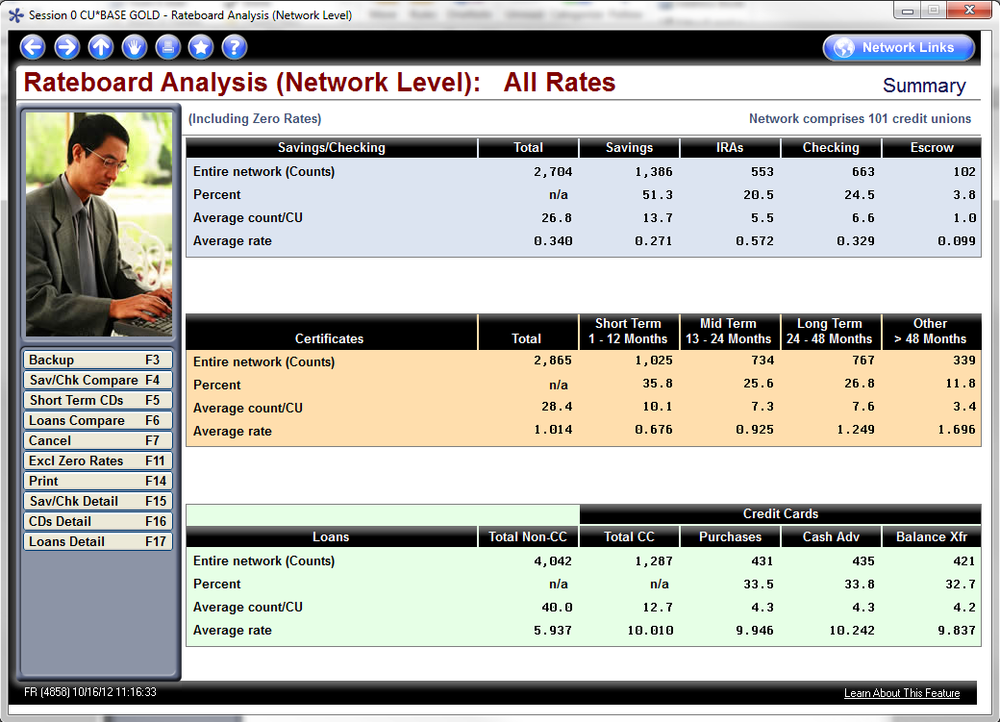 Session 0 CU*BASE GOLD - Rateboard Analysis (Network Level)
Network Links
Rateboard Analysis (Network Level): All Rates
Summary
(Including Zero Rates)
Network comprises 101 credit unions
Savings/Checking Total Savings IRAs Checking Escrow
Entire network (Counts) 2,704 1,386 553 663 102
Percent n/a 51.3 20.5 24.5 3.8
Average count/CU 26.8 13.7 5.5 6.6 1.0
Average rate 0.340 0.271 0.572 0.329 0.099
Short Term Mid Term Long Term Other
Certificates Total 1 - 12 Months 13 - 24 Months 24 - 48 Months > 48 Months
Entire network (Counts) 2,865 1,025 734 767 339
Percent n/a 35.8 25.6 26.8 11.8
Average count/CU 28.4 10.1 7.3 7.6 3.4
Average rate 1.014 0.676 0.925 1.249 1.696
Credit Cards
Loans Total Non-CC Total CC Purchases Cash Adv Balance Xfr
Entire network (Counts) 4,042 1,287 431 435 421
Percent n/a n/a 33.5 33.8 32.7
Average count/CU 40.0 12.7 4.3 4.3 4.2
Average rate 5.937 10.010 9.946 10.242 9.837
Backup F3
Sav/Chk Compare F4
Short Term CDs F5
Loans Compare F6
Cancel F7
Excl Zero Rates F11
Print F14
Sav/Chk Detail F15
CDs Detail F16
Loans Detail F17
FR (4858) 10/16/12 11:16:33
Learn About This Feature